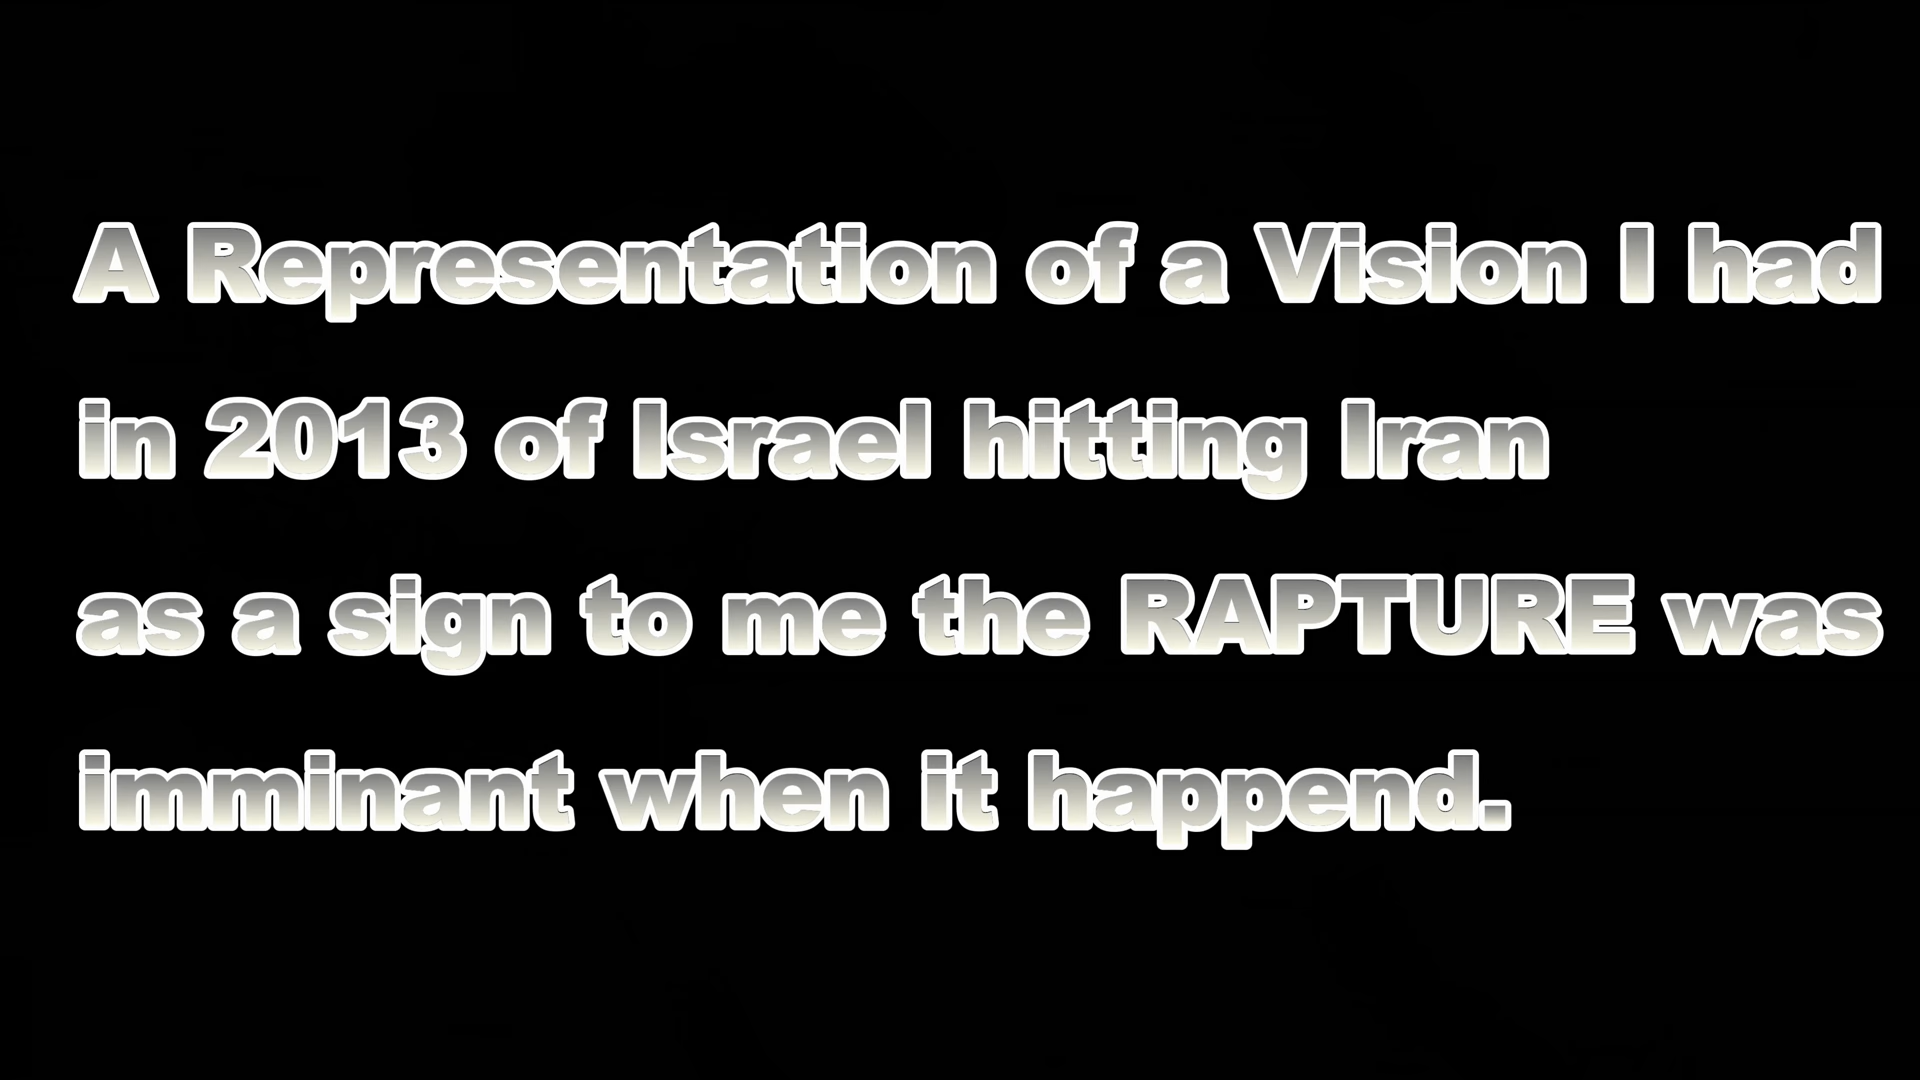 A Representation of a Vision I had
in 2013 of Israel hitting Iran
as a sign to me the RAPTURE was
imminant when it happend.